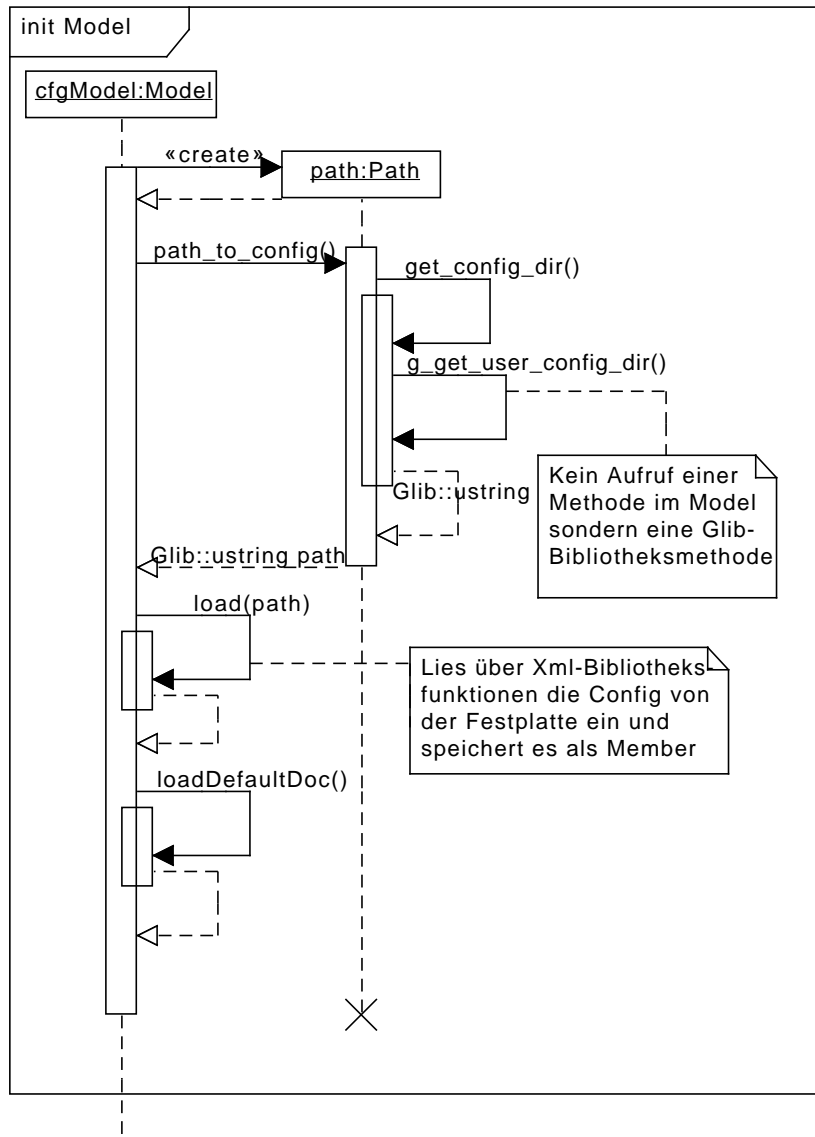 init Model
cfgModel:Model
«create»
path:Path
path_to_config()
get_config_dir()
g_get_user_config_dir()
Glib::ustring
Kein Aufruf einer
Methode im Model
sondern eine Glib-
Bibliotheksmethode
Glib::ustring path
load(path)
Lies über Xml-Bibliotheks-
funktionen die Config von
der Festplatte ein und
speichert es als Member
loadDefaultDoc()